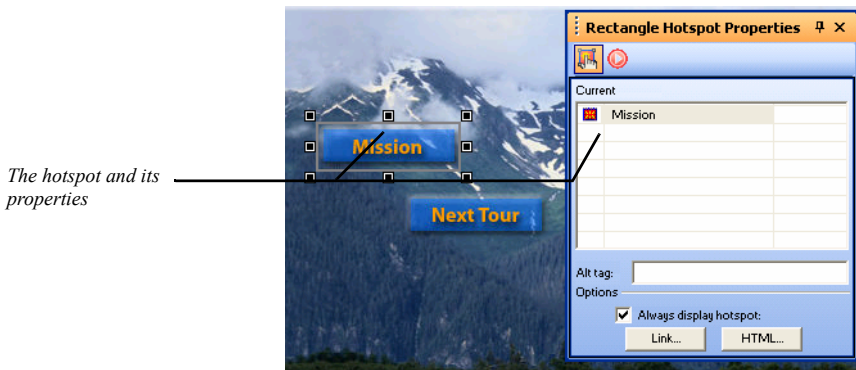 Rectangle Hotspot Properties
Current
Mission
Mission
The hotspot and its
properties
Next Tour
Alt tag:
Options
Always display hotspot:
Link...
HTML...